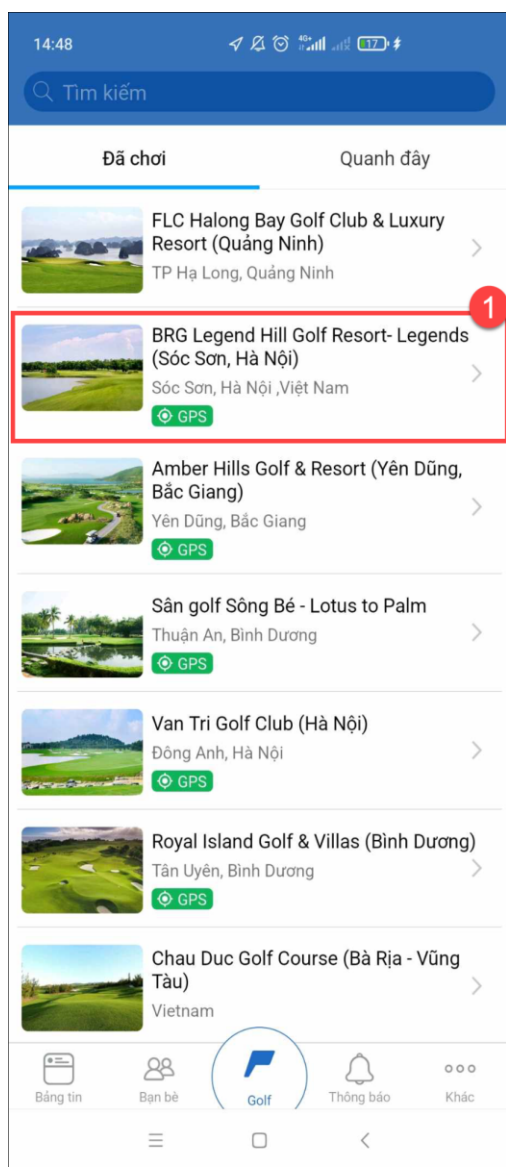 14:48
4G+
17
Tìm kiếm
Đã chơi
Quanh đây
FLC Halong Bay Golf Club & Luxury
Resort (Quảng Ninh)
TP Hạ Long, Quảng Ninh
1
BRG Legend Hill Golf Resort- Legends
(Sóc Sơn, Hà Nội)
Sóc Sơn, Hà Nội ,Việt Nam
GPS
Amber Hills Golf & Resort (Yên Dũng,
Bắc Giang)
Yên Dũng, Bắc Giang
GPS
Sân golf Sông Bé - Lotus to Palm
Thuận An, Bình Dương
GPS
Van Tri Golf Club (Hà Nội)
Đông Anh, Hà Nội
GPS
Royal Island Golf & Villas (Bình Dương)
Tân Uyên, Bình Dương
GPS
Chau Duc Golf Course (Bà Rịa - Vũng
Tàu)
Vietnam
Bảng tin
Bạn bè
Golf
Thông báo
Khác